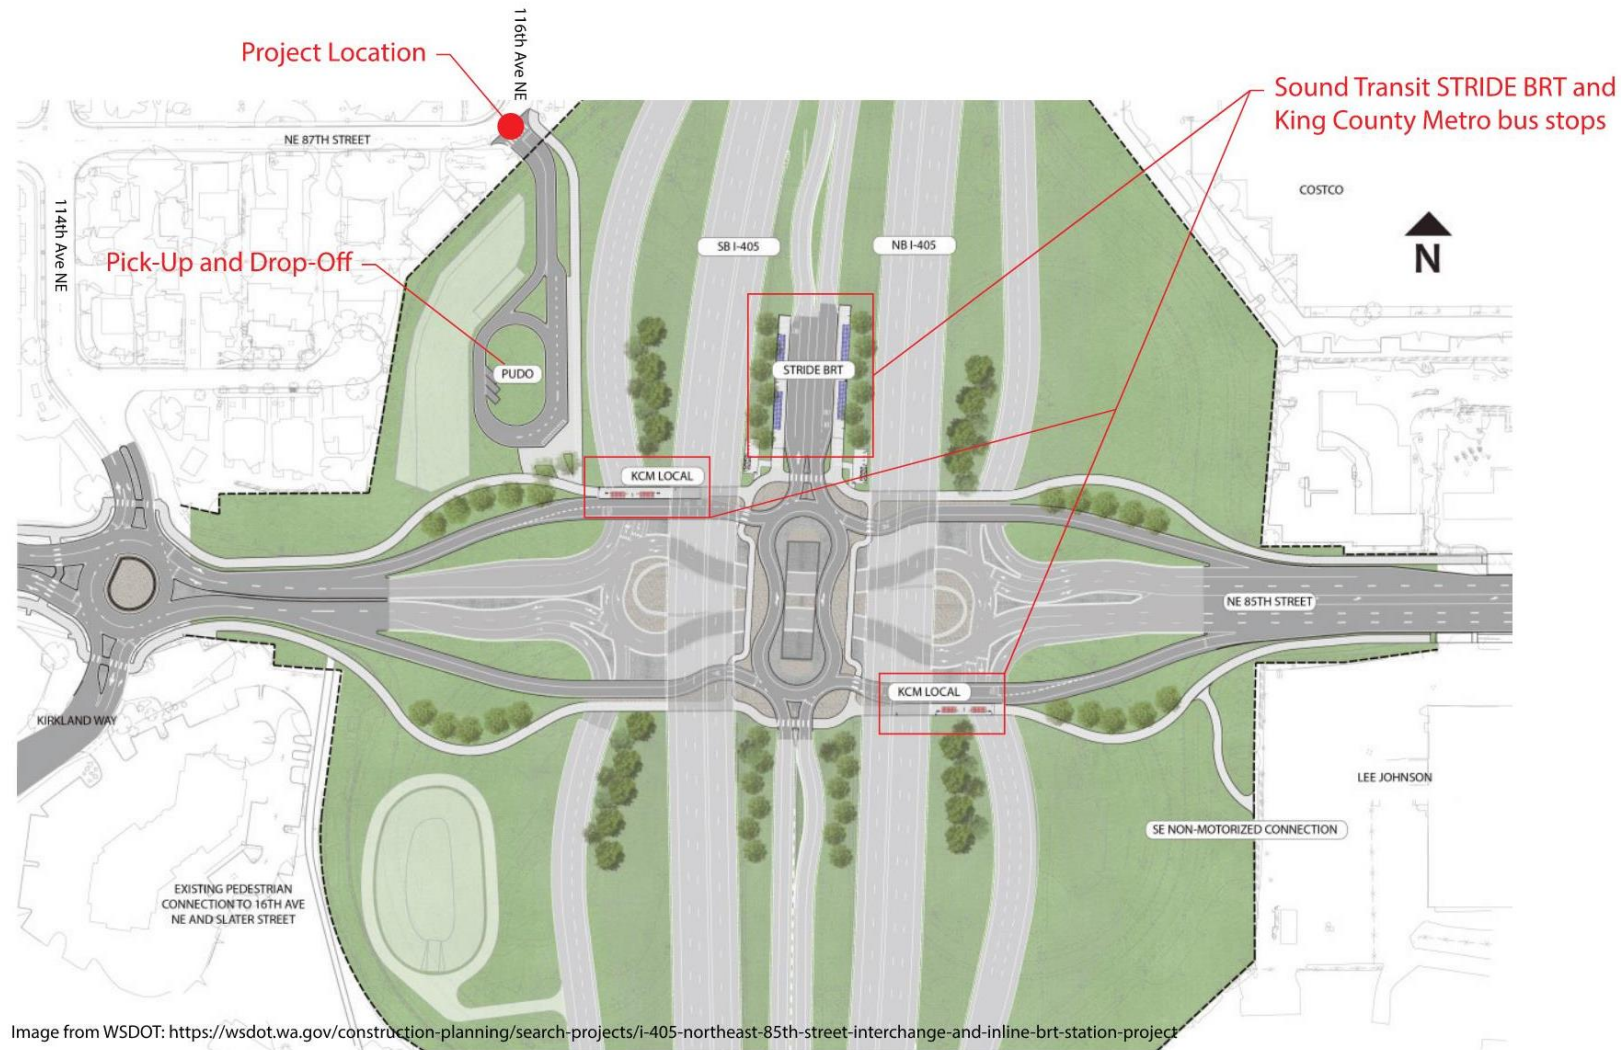 116th Ave NE
Project Location
Sound Transit STRIDE BRT and
King County Metro bus stops
NE 87TH STREET
COSTCO
114th Ave NE
N
SB I-405
NB I-405
Pick-Up and Drop-Off
PUDO
STRIDE BRT
KCM LOCAL
NE 85TH STREET
KCM LOCAL
KIRKLAND WAY
LEE JOHNSON
SE NON-MOTORIZED CONNECTION
EXISTING PEDESTRIAN
CONNECTION TO 16TH AVE
NE AND SLATER STREET
Image from WSDOT: https://wsdot.wa.gov/construction-planning/search-projects/i-405-northeast-85th-street-interchange-and-inline-brt-station-project